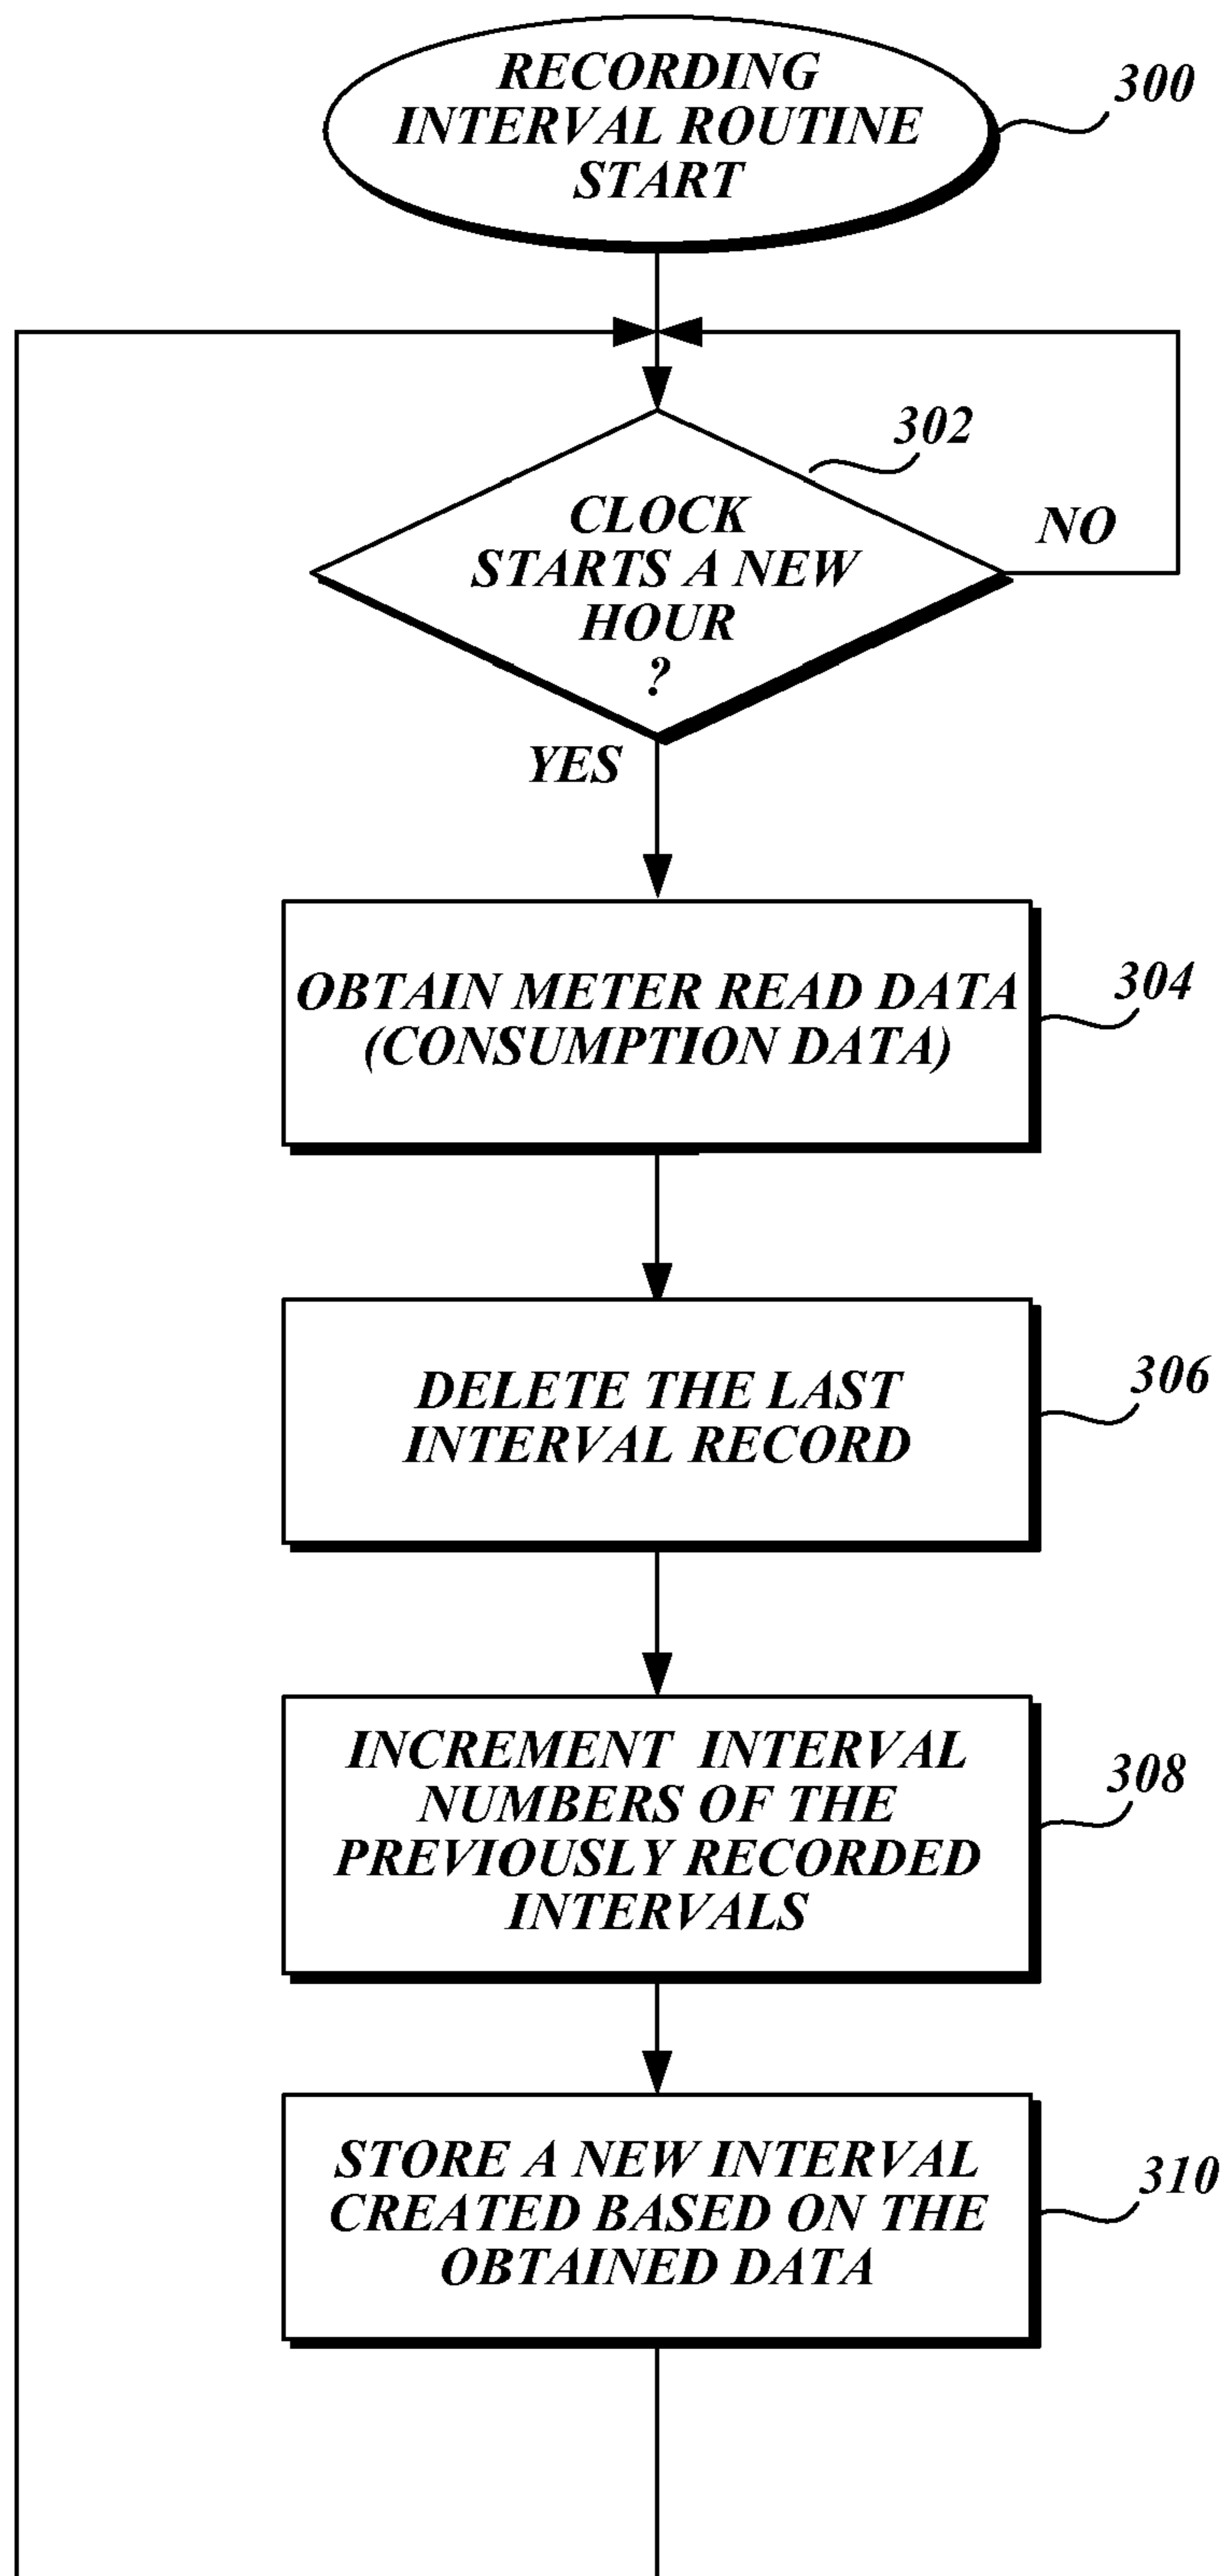 RECORDING
INTERVAL ROUTINE
START
300
302
CLOCK
STARTS A NEW
HOUR
?
NO
YES
OBTAIN METER READ DATA
(CONSUMPTION DATA)
304
DELETE THE LAST
INTERVAL RECORD
306
INCREMENT INTERVAL
NUMBERS OF THE
PREVIOUSLY RECORDED
INTERVALS
308
STORE A NEW INTERVAL
CREATED BASED ON THE
OBTAINED DATA
310